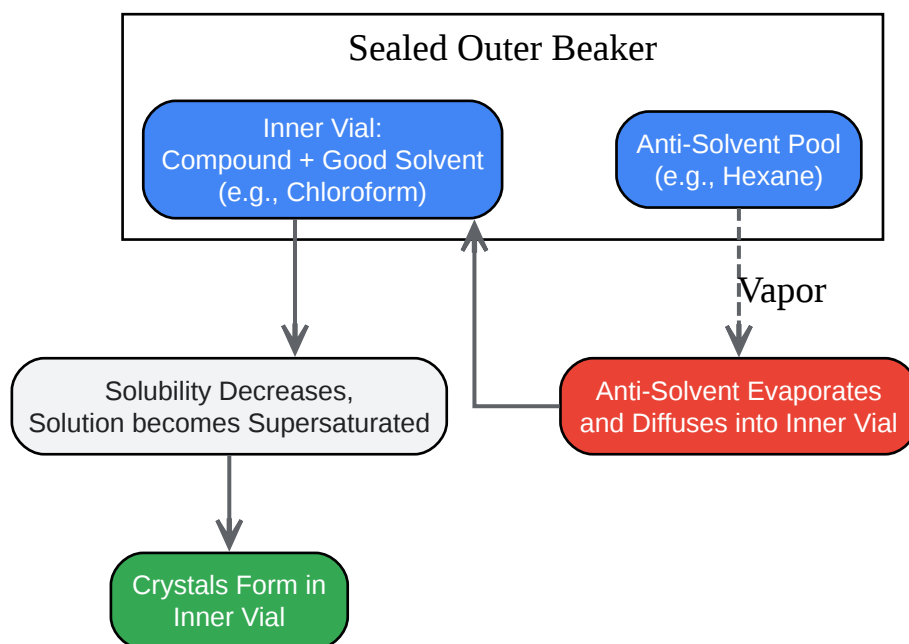 Sealed Outer Beaker
Inner Vial:
Compound + Good Solvent
(e.g., Chloroform)
Anti-Solvent Pool
(e.g., Hexane)
Vapor
Solubility Decreases,
Solution becomes Supersaturated
Anti-Solvent Evaporates
and Diffuses into Inner Vial
Crystals Form in
Inner Vial